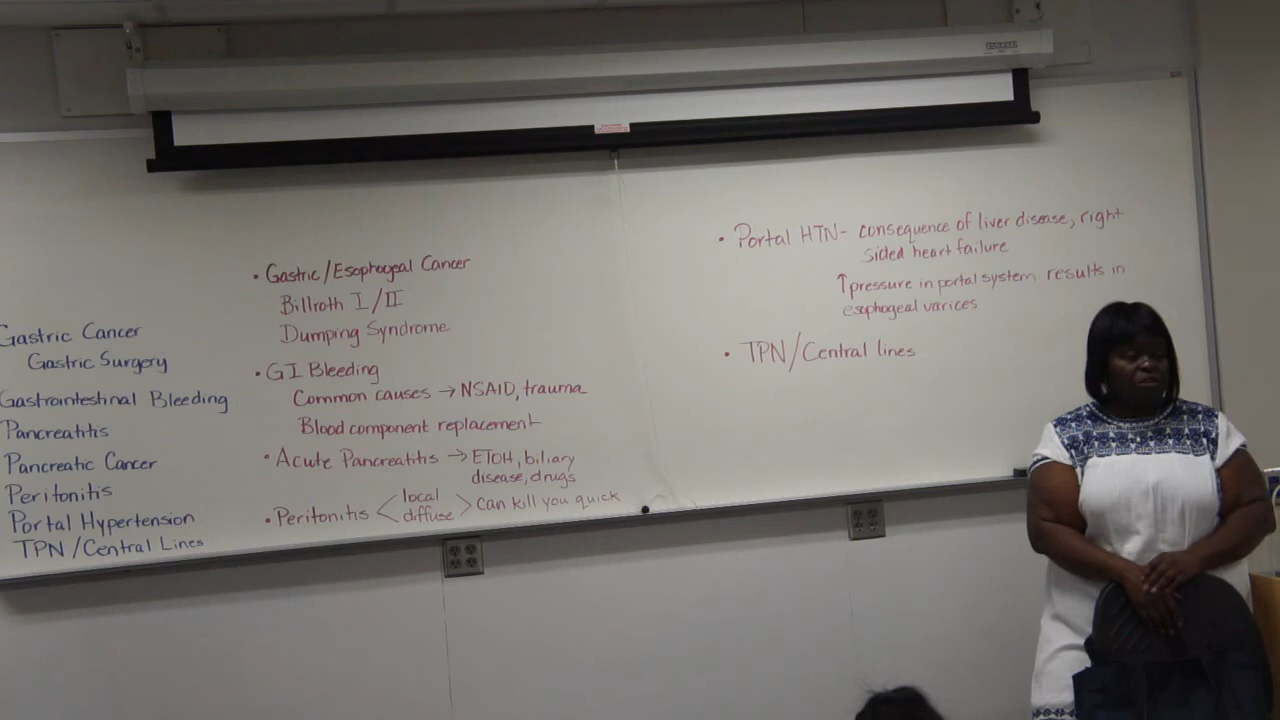 Gastric Cancer
Gastric Surgery
Gastrointestinal Bleeding
Pancreatitis
Pancreatic Cancer
Peritonitis
Portal Hypertension
TPN/Central Lines
• Gastric/Esophogeal Cancer
Billroth I/II
Dumping Syndrome
• GI Bleeding
Common causes → NSAID, trauma
Blood component replacement
• Acute Pancreatitis → ETOH, biliary
disease, drugs
• Peritonitis < local
diffuse > can kill you quick
• Portal HTN- consequence of liver disease, right
sided heart failure
↑pressure in portal system results in
esophogeal varices
• TPN/Central lines